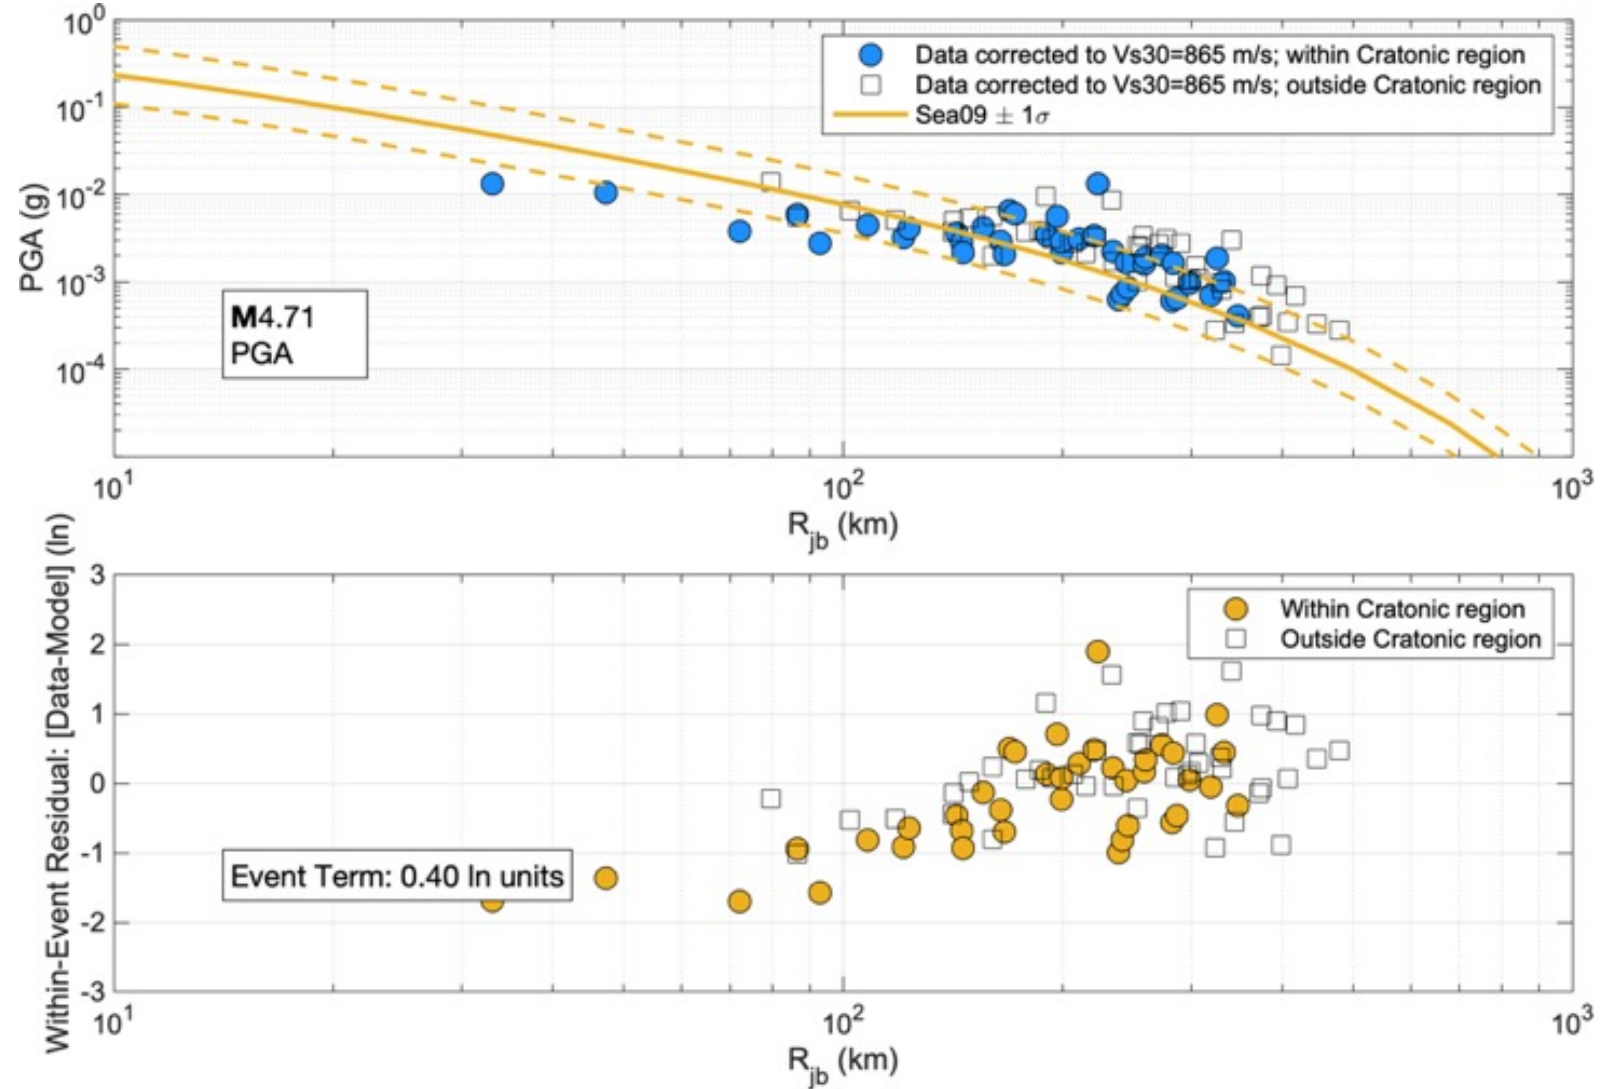 10^0
10^-1
10^-2
10^-3
10^-4
PGA (g)
Data corrected to Vs30=865 m/s; within Cratonic region
Data corrected to Vs30=865 m/s; outside Cratonic region
Sea09 ± 1σ
M4.71
PGA
10^1 10^2 10^3
R_jb (km)
Within-Event Residual: [Data-Model] (ln)
3
2
1
0
-1
-2
-3
Within Cratonic region
Outside Cratonic region
Event Term: 0.40 ln units
10^1 10^2 10^3
R_jb (km)